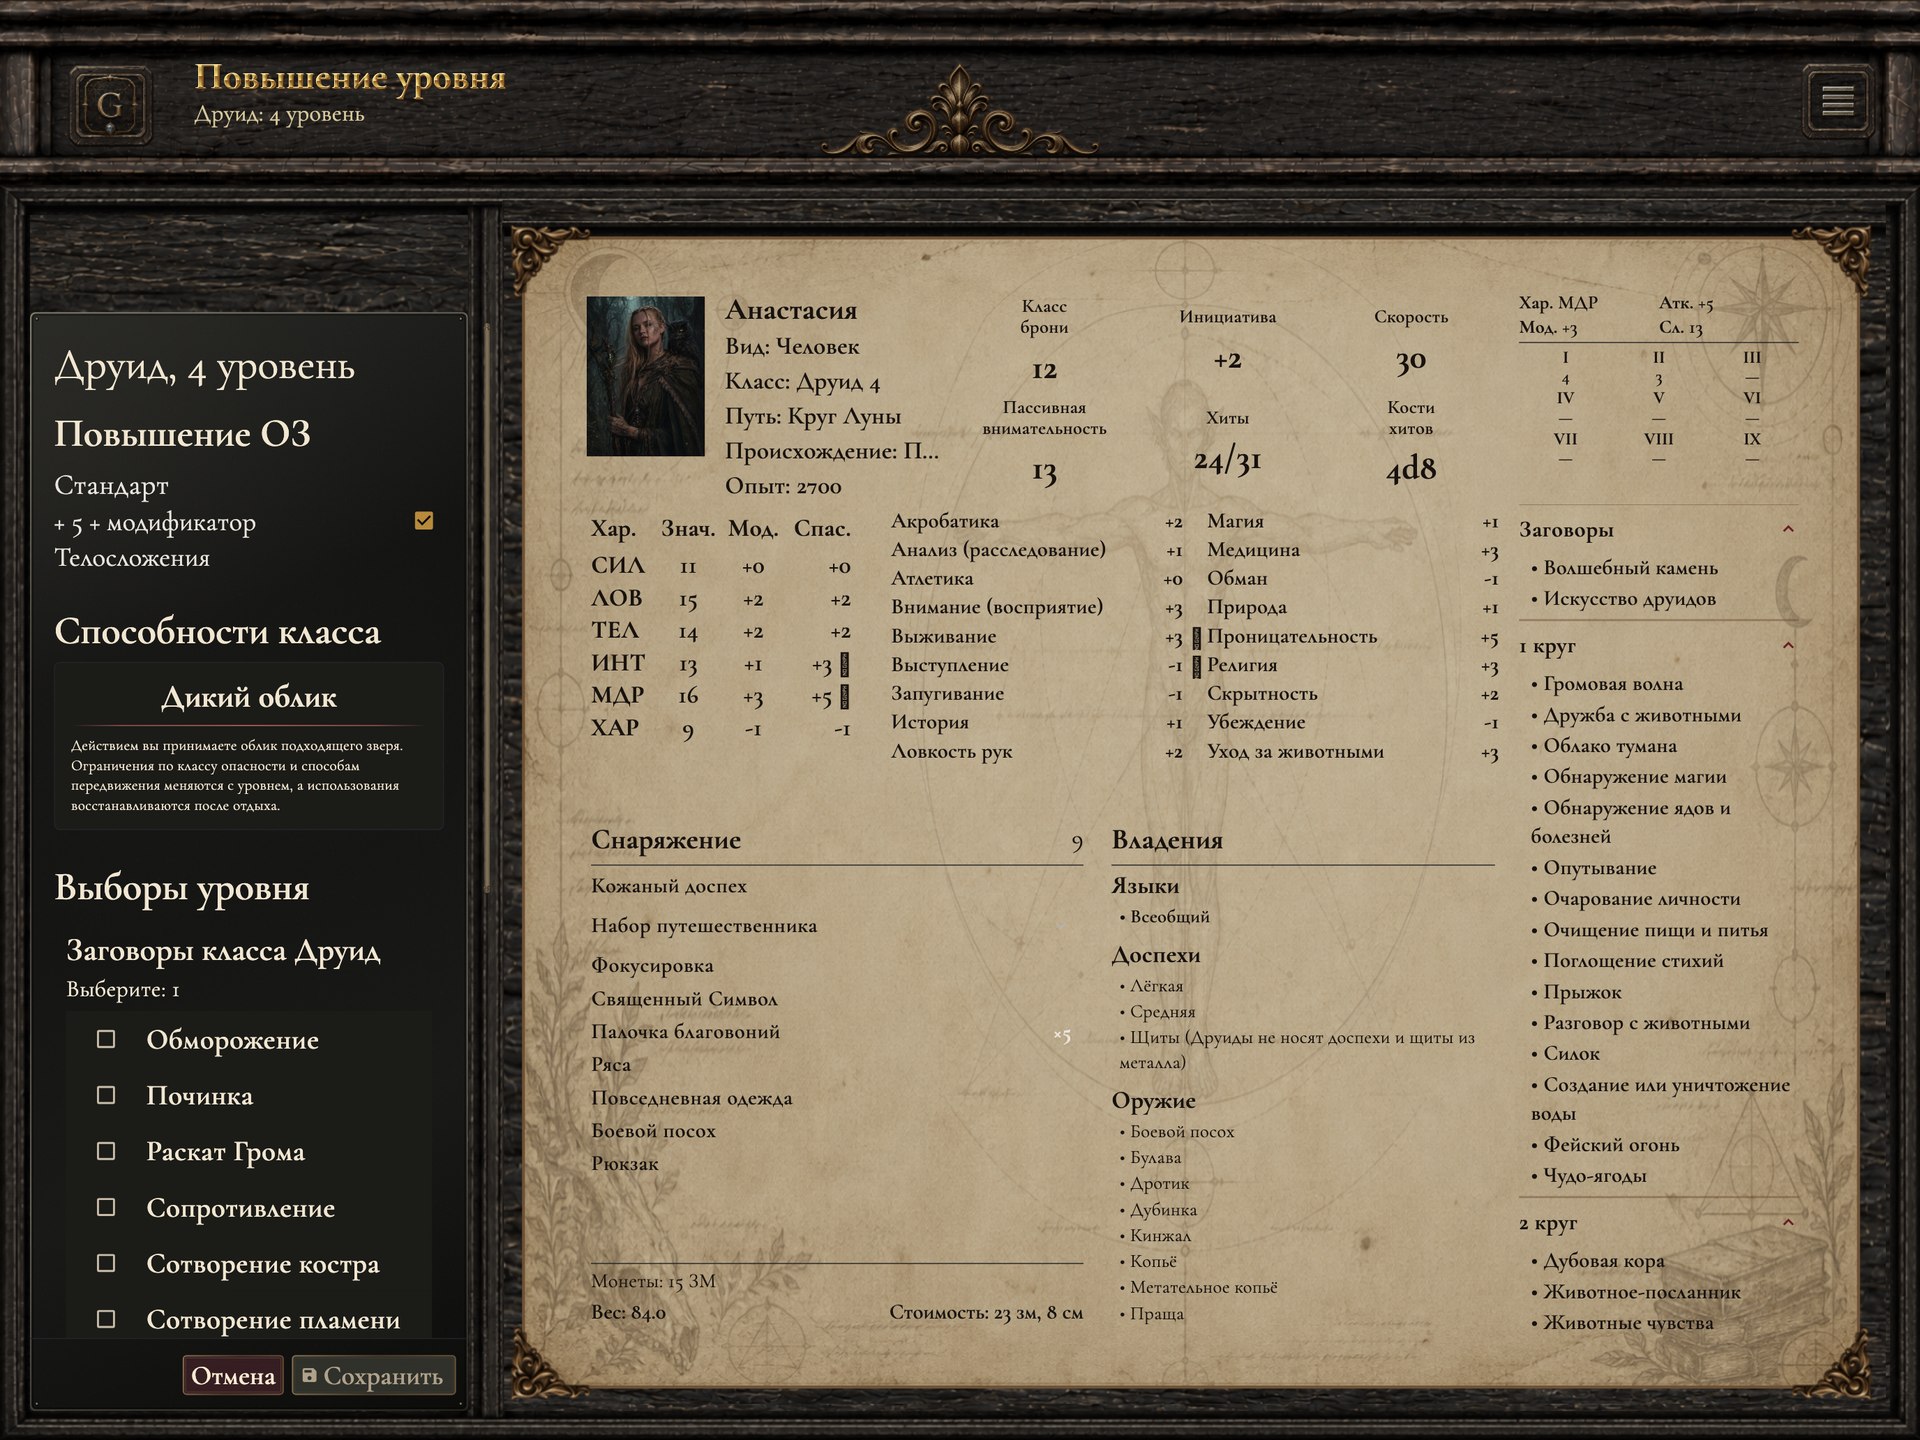 G
Повышение уровня
Друид: 4 уровень
Друид, 4 уровень
Повышение ОЗ
Стандарт
+ 5 + модификатор
Телосложения
Способности класса
Дикий облик
Действием вы принимаете облик подходящего зверя.
Ограничения по классу опасности и способам
передвижения меняются с уровнем, а использования
восстанавливаются после отдыха.
Выборы уровня
Заговоры класса Друид
Выберите: 1
Обморожение
Починка
Раскат Грома
Сопротивление
Сотворение костра
Сотворение пламени
Отмена
Сохранить
Анастасия
Вид: Человек
Класс: Друид 4
Путь: Круг Луны
Происхождение: П...
Опыт: 2700
Класс
брони
12
Инициатива
+2
Скорость
30
Пассивная
внимательность
13
Хиты
24/31
Кости
хитов
4d8
Хар. Знач. Мод. Спас.
СИЛ 11 +0 +0
ЛОВ 15 +2 +2
ТЕЛ 14 +2 +2
ИНТ 13 +1 +3
МДР 16 +3 +5
ХАР 9 -1 -1
Акробатика +2
Анализ (расследование) +1
Атлетика +0
Внимание (восприятие) +3
Выживание +3
Выступление -1
Запугивание -1
История +1
Ловкость рук +2
Магия +1
Медицина +3
Обман -1
Природа +1
Проницательность +5
Религия +3
Скрытность +2
Убеждение -1
Уход за животными +3
Снаряжение 9
Кожаный доспех
Набор путешественника
Фокусировка
Священный Символ
Палочка благовоний ×5
Ряса
Повседневная одежда
Боевой посох
Рюкзак
Монеты: 15 ЗМ
Вес: 84.0 Стоимость: 23 зм, 8 см
Владения
Языки
• Всеобщий
Доспехи
• Лёгкая
• Средняя
• Щиты (Друиды не носят доспехи и щиты из
металла)
Оружие
• Боевой посох
• Булава
• Дротик
• Дубинка
• Кинжал
• Копьё
• Метательное копьё
• Праща
Хар. МДР Атк. +5
Мод. +3 Сл. 13
I II III
4 3 —
IV V VI
— — —
VII VIII IX
— — —
Заговоры
• Волшебный камень
• Искусство друидов
1 круг
• Громовая волна
• Дружба с животными
• Облако тумана
• Обнаружение магии
• Обнаружение ядов и
болезней
• Опутывание
• Очарование личности
• Очищение пищи и питья
• Поглощение стихий
• Прыжок
• Разговор с животными
• Силок
• Создание или уничтожение
воды
• Фейский огонь
• Чудо-ягоды
2 круг
• Дубовая кора
• Животное-посланник
• Животные чувства